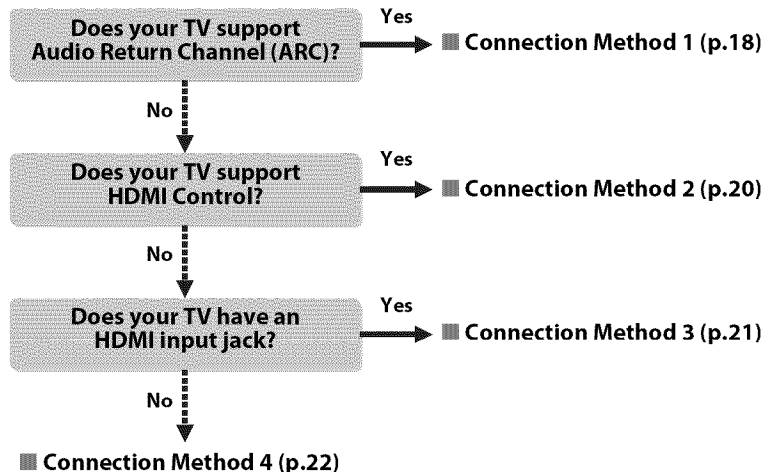 Does your TV support
Audio Return Channel (ARC)?
Yes
Connection Method 1 (p.18)
No
Does your TV support
HDMI Control?
Yes
Connection Method 2 (p.20)
No
Does your TV have an
HDMI input jack?
Yes
Connection Method 3 (p.21)
No
Connection Method 4 (p.22)